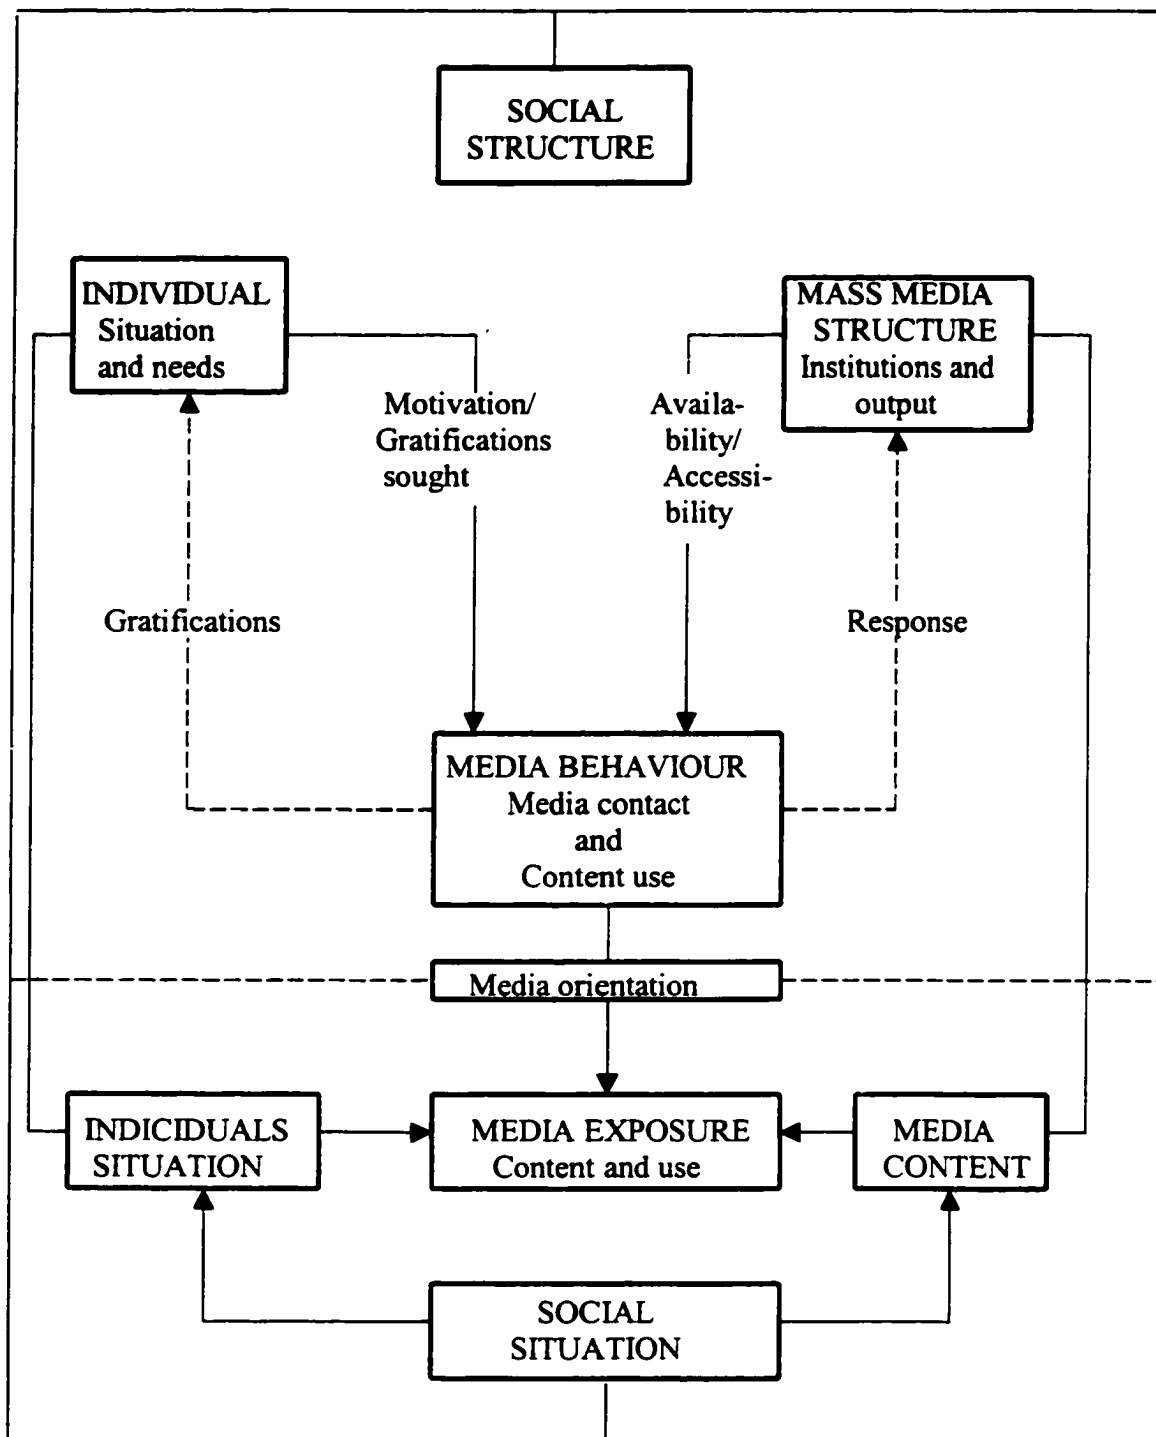 SOCIAL
STRUCTURE
INDIVIDUAL
Situation
and needs
MASS MEDIA
STRUCTURE
Institutions and
output
Motivation/
Gratifications
sought
Availa-
bility/
Accessi-
bility
Gratifications
Response
MEDIA BEHAVIOUR
Media contact
and
Content use
Media orientation
INDICIDUALS
SITUATION
MEDIA EXPOSURE
Content and use
MEDIA
CONTENT
SOCIAL
SITUATION